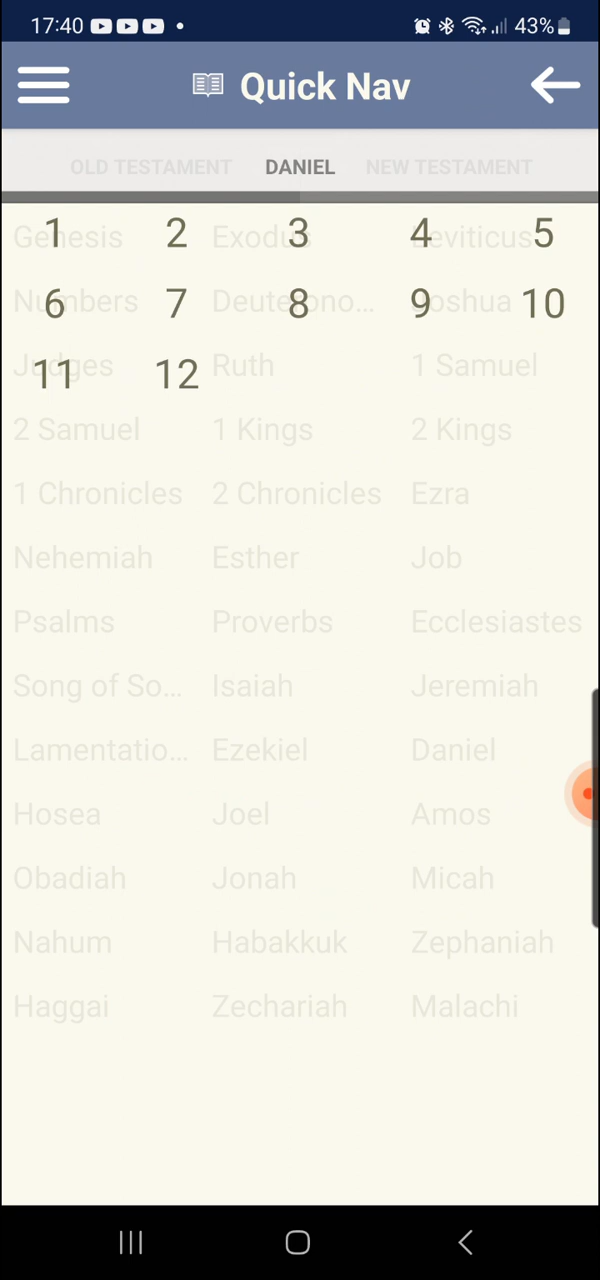 17:40 43%
Quick Nav
OLD TESTAMENT DANIEL NEW TESTAMENT
1 2 3 4 5
Genesis Exodus Leviticus
6 7 8 9 10
Numbers Deuterono... Joshua
11 12
Judges Ruth 1 Samuel
2 Samuel 1 Kings 2 Kings
1 Chronicles 2 Chronicles Ezra
Nehemiah Esther Job
Psalms Proverbs Ecclesiastes
Song of So... Isaiah Jeremiah
Lamentatio... Ezekiel Daniel
Hosea Joel Amos
Obadiah Jonah Micah
Nahum Habakkuk Zephaniah
Haggai Zechariah Malachi